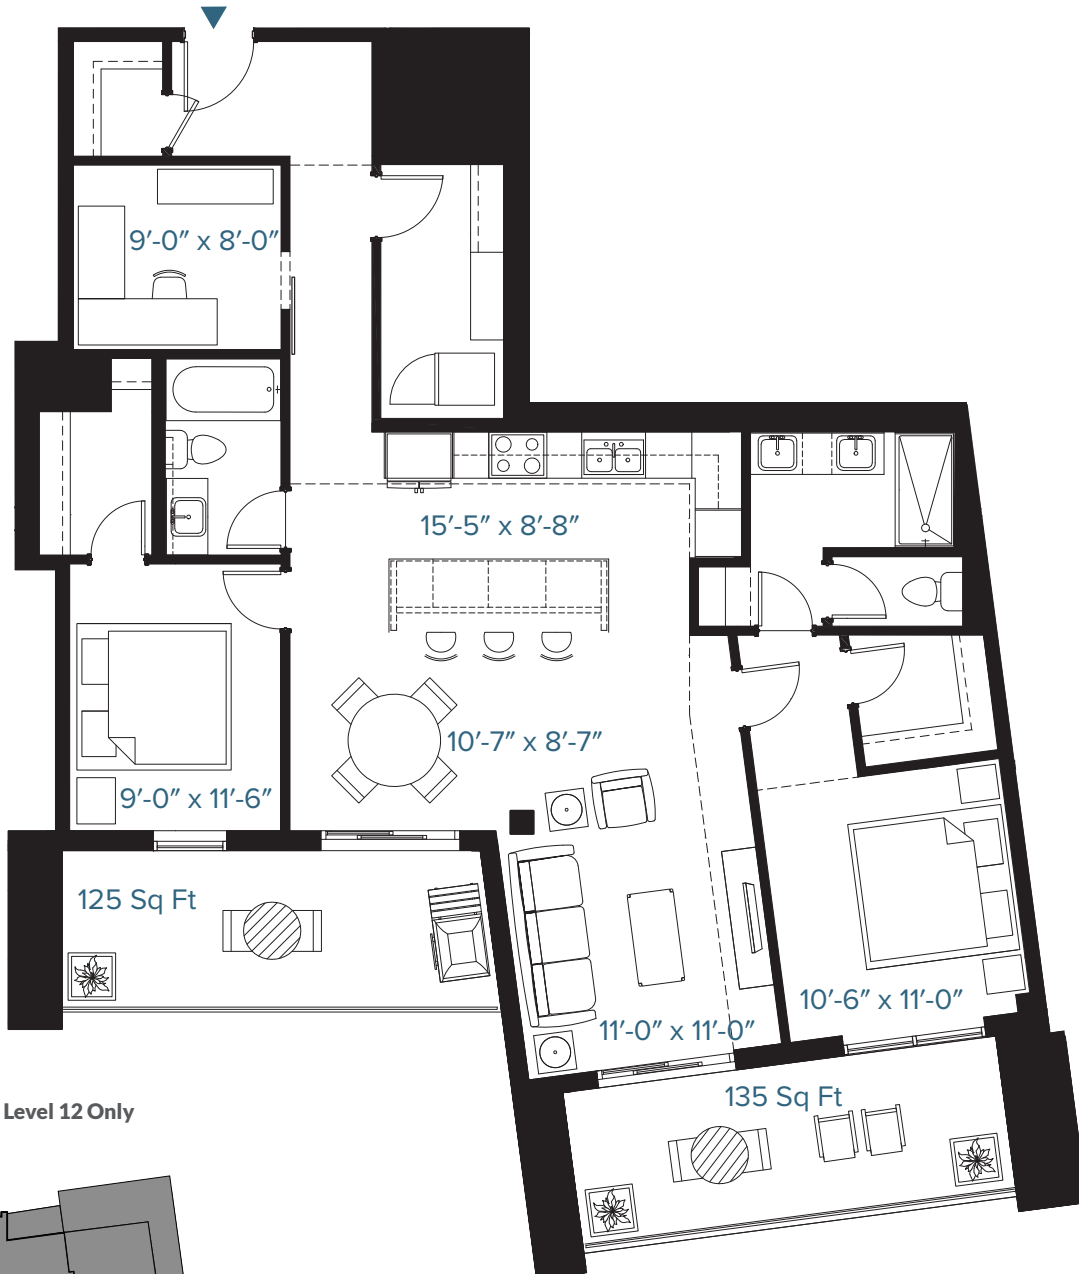 9′-0″ x 8′-0″
15′-5″ x 8′-8″
10′-7″ x 8′-7″
9′-0″ x 11′-6″
125 Sq Ft
10′-6″ x 11′-0″
11′-0″ x 11′-0″
135 Sq Ft
Level 12 Only